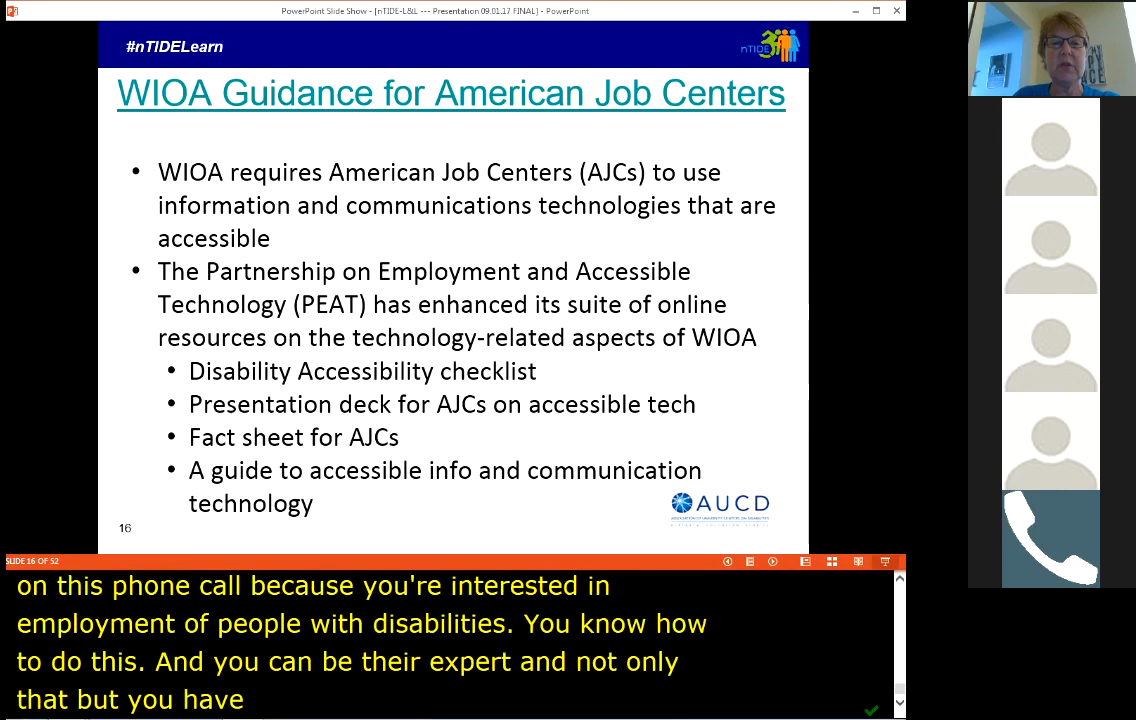 PowerPoint Slide Show - [nTIDE-L&L --- Presentation 09.01.17 FINAL] - PowerPoint
#nTIDELearn
nTIDE
WIOA Guidance for American Job Centers
• WIOA requires American Job Centers (AJCs) to use
information and communications technologies that are
accessible
• The Partnership on Employment and Accessible
Technology (PEAT) has enhanced its suite of online
resources on the technology-related aspects of WIOA
• Disability Accessibility checklist
• Presentation deck for AJCs on accessible tech
• Fact sheet for AJCs
• A guide to accessible info and communication
technology
AUCD
16
SLIDE 16 OF 52
on this phone call because you're interested in
employment of people with disabilities. You know how
to do this. And you can be their expert and not only
that but you have